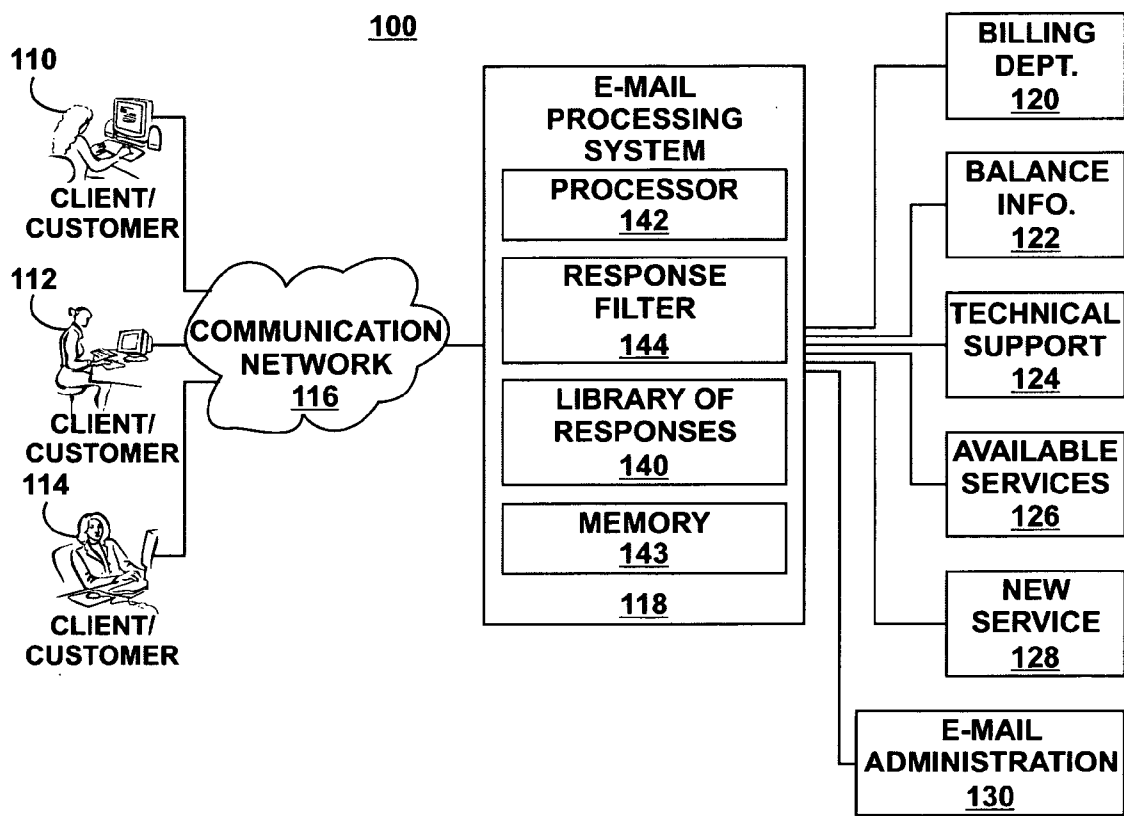 100
110
CLIENT/
CUSTOMER
112
CLIENT/
CUSTOMER
114
CLIENT/
CUSTOMER
COMMUNICATION
NETWORK
116
E-MAIL
PROCESSING
SYSTEM
PROCESSOR
142
RESPONSE
FILTER
144
LIBRARY OF
RESPONSES
140
MEMORY
143
118
BILLING
DEPT.
120
BALANCE
INFO.
122
TECHNICAL
SUPPORT
124
AVAILABLE
SERVICES
126
NEW
SERVICE
128
E-MAIL
ADMINISTRATION
130